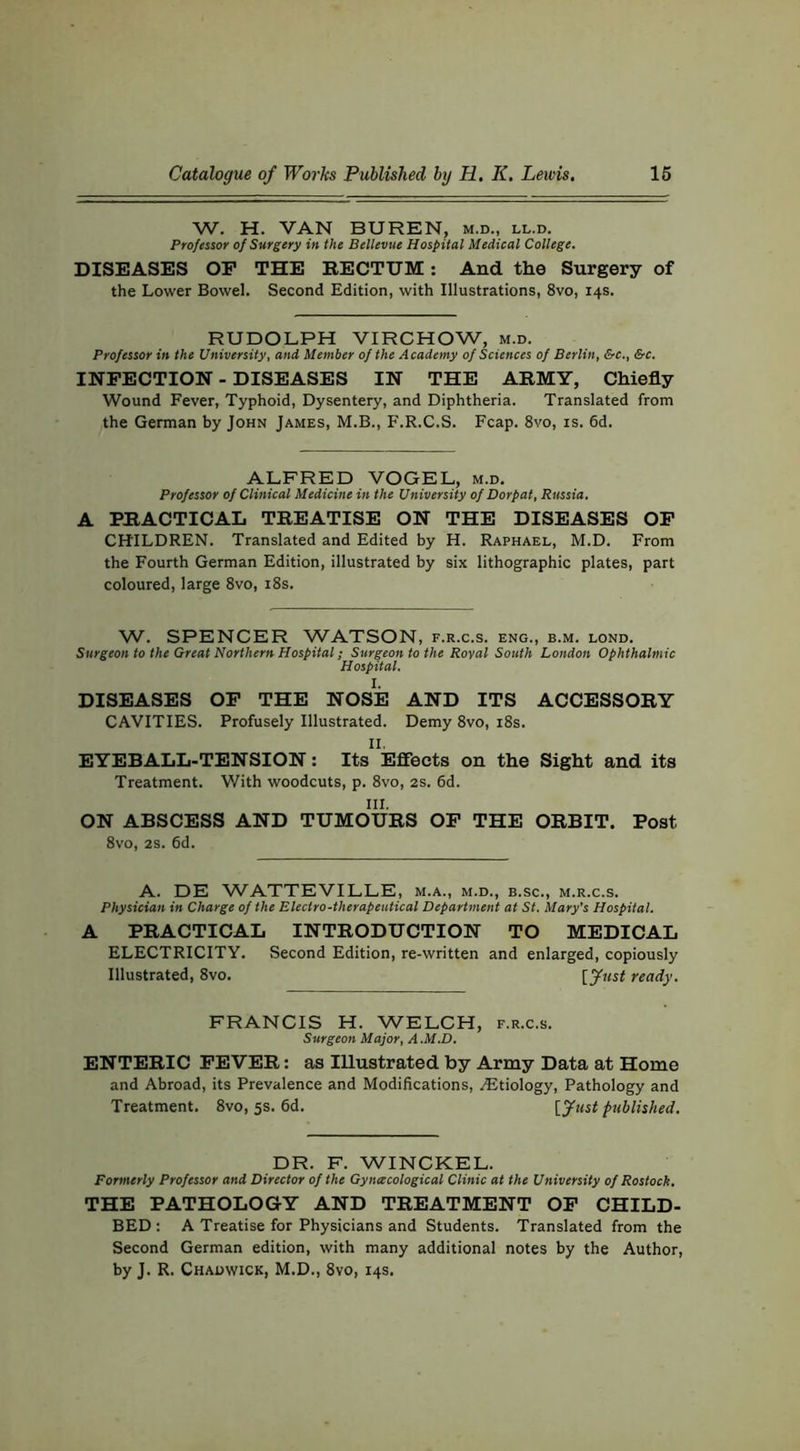 Catalogue of Works Published by H. K. Lewis. 15
W. H. VAN BUREN, M.D., LL.D.
Professor of Surgery in the Bellevue Hospital Medical College.
DISEASES OF THE RECTUM: And the Surgery of
the Lower Bowel. Second Edition, with Illustrations, 8vo, 14s.
RUDOLPH VIRCHOW, M.D.
Professor in the University, and Member of the Academy of Sciences of Berlin, &c., &c.
INFECTION-DISEASES IN THE ARMY, Chiefly
Wound Fever, Typhoid, Dysentery, and Diphtheria. Translated from
the German by John James, M.B., F.R.C.S. Fcap. 8vo, 1s. 6d.
ALFRED VOGEL, M.D.
Professor of Clinical Medicine in the University of Dorpat, Russia.
A PRACTICAL TREATISE ON THE DISEASES OF
CHILDREN. Translated and Edited by H. Raphael, M.D. From
the Fourth German Edition, illustrated by six lithographic plates, part
coloured, large 8vo, 18s.
W. SPENCER WATSON, F.R.C.S. ENG., B.M. LOND.
Surgeon to the Great Northern Hospital; Surgeon to the Royal South London Ophthalmic
Hospital.
I.
DISEASES OF THE NOSE AND ITS ACCESSORY
CAVITIES. Profusely Illustrated. Demy 8vo, 18s.
II.
EYEBALL-TENSION: Its Effects on the Sight and its
Treatment. With woodcuts, p. 8vo, 2s. 6d.
III.
ON ABSCESS AND TUMOURS OF THE ORBIT. Post
8vo, 2s. 6d.
A. DE WATTEVILLE, M.A., M.D., B.SC., M.R.C.S.
Physician in Charge of the Electro-therapeutical Department at St. Mary's Hospital.
A PRACTICAL INTRODUCTION TO MEDICAL
ELECTRICITY. Second Edition, re-written and enlarged, copiously
Illustrated, 8vo. [Just ready.
FRANCIS H. WELCH, F.R.C.S.
Surgeon Major, A.M.D.
ENTERIC FEVER: as Illustrated by Army Data at Home
and Abroad, its Prevalence and Modifications, Ætiology, Pathology and
Treatment. 8vo, 5s. 6d. [Just published.
DR. F. WINCKEL.
Formerly Professor and Director of the Gynæcological Clinic at the University of Rostock.
THE PATHOLOGY AND TREATMENT OF CHILD-
BED: A Treatise for Physicians and Students. Translated from the
Second German edition, with many additional notes by the Author,
by J. R. Chadwick, M.D., 8vo, 14s.